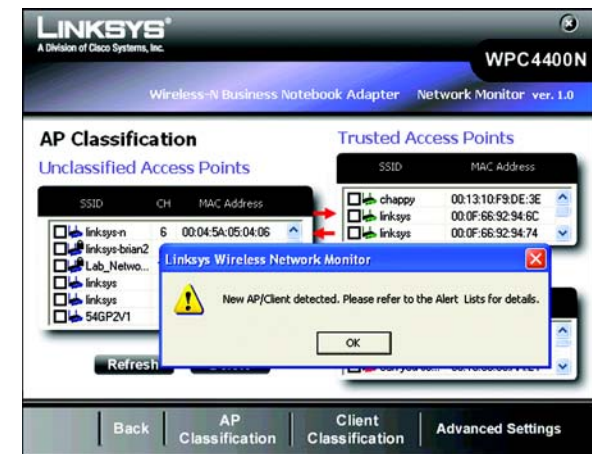 LINKSYS®
A Division of Cisco Systems, Inc.
WPC4400N
Wireless-N Business Notebook Adapter Network Monitor ver. 1.0
AP Classification
Unclassified Access Points
SSID CH MAC Address
linksys-n 6 00:04:5A:05:04:06
linksys-brian2
Lab_Netwo...
linksys
linksys
54GP2V1
Refresh
Trusted Access Points
SSID MAC Address
chappy 00:13:10:F9:DE:3E
linksys 00:0F:66:92:94:6C
linksys 00:0F:66:92:94:74
Linksys Wireless Network Monitor
New AP/Client detected. Please refer to the Alert Lists for details.
OK
Back
AP Classification
Client Classification
Advanced Settings